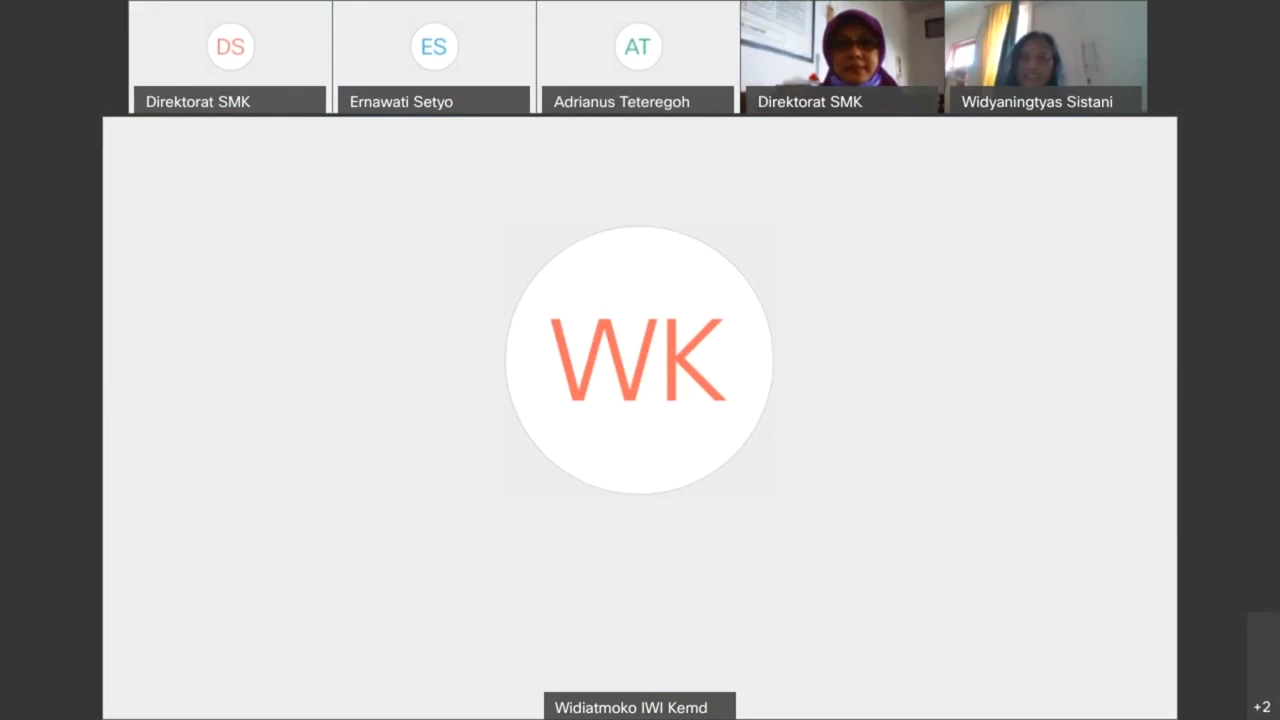 DS
ES
AT
Direktorat SMK
Ernawati Setyo
Adrianus Teteregoh
Direktorat SMK
Widyaningtyas Sistani
WK
Widiatmoko IWI Kemd
+2